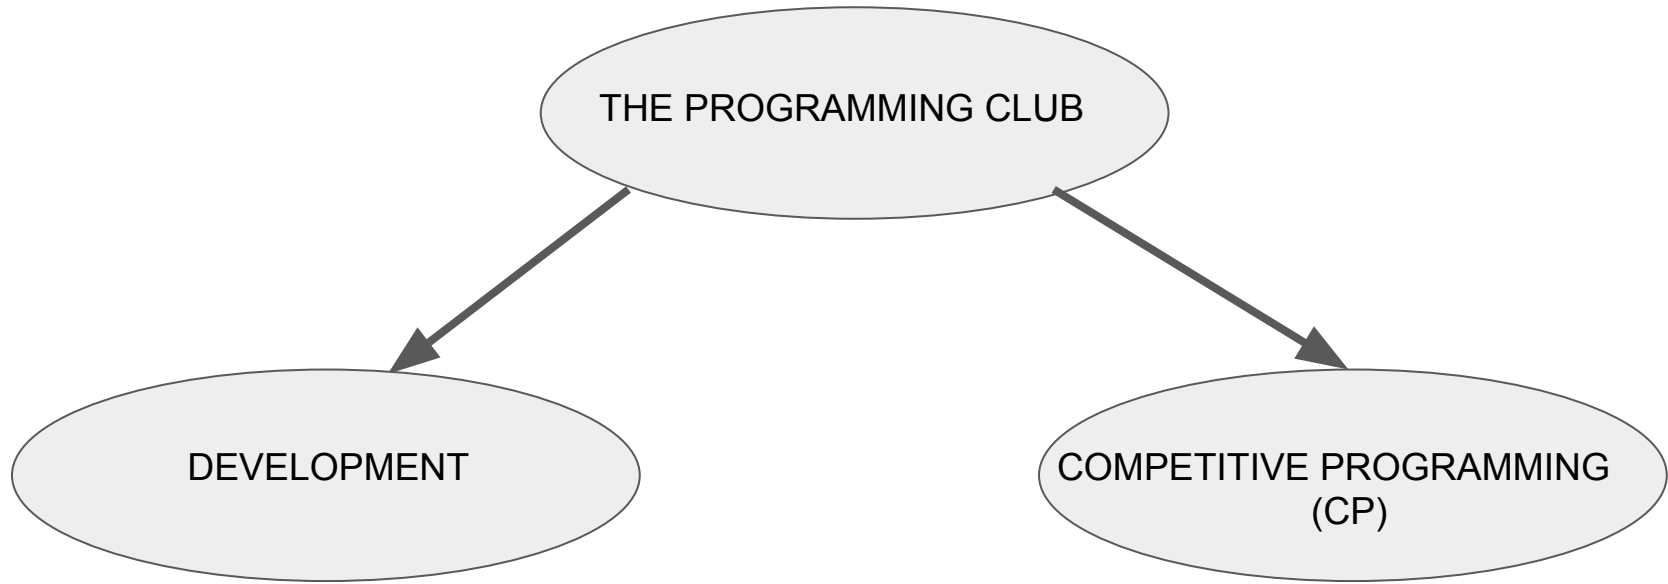 THE PROGRAMMING CLUB
DEVELOPMENT
COMPETITIVE PROGRAMMING
(CP)